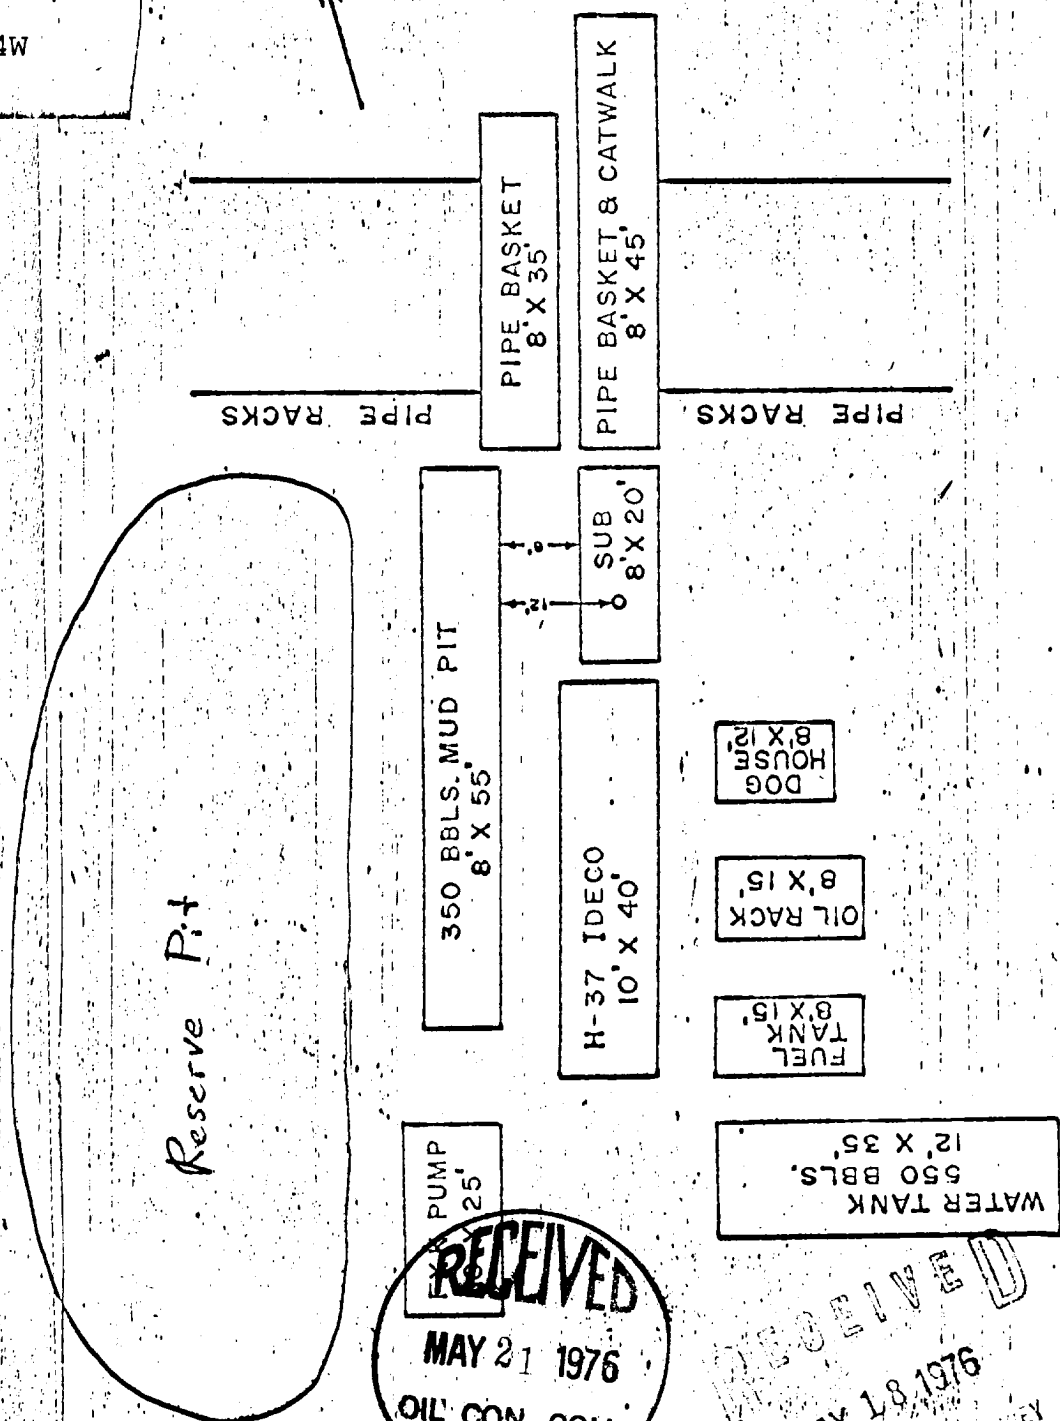 4W
PIPE BASKET
8' X 35'
PIPE BASKET & CATWALK
8' X 45'
PIPE RACKS
PIPE RACKS
350 BBLS. MUD PIT
8' X 55'
8'
12'
SUB
8' X 20'
H-37 IDECO
10' X 40'
DOG
HOUSE
8' X 12'
OIL RACK
8' X 15'
FUEL
TANK
8' X 15'
WATER TANK
550 BBLS.
12' X 35'
Reserve Pit
PUMP
X 25'
RECEIVED
MAY 21 1976
OIL CON.
RECEIVED
18 1976